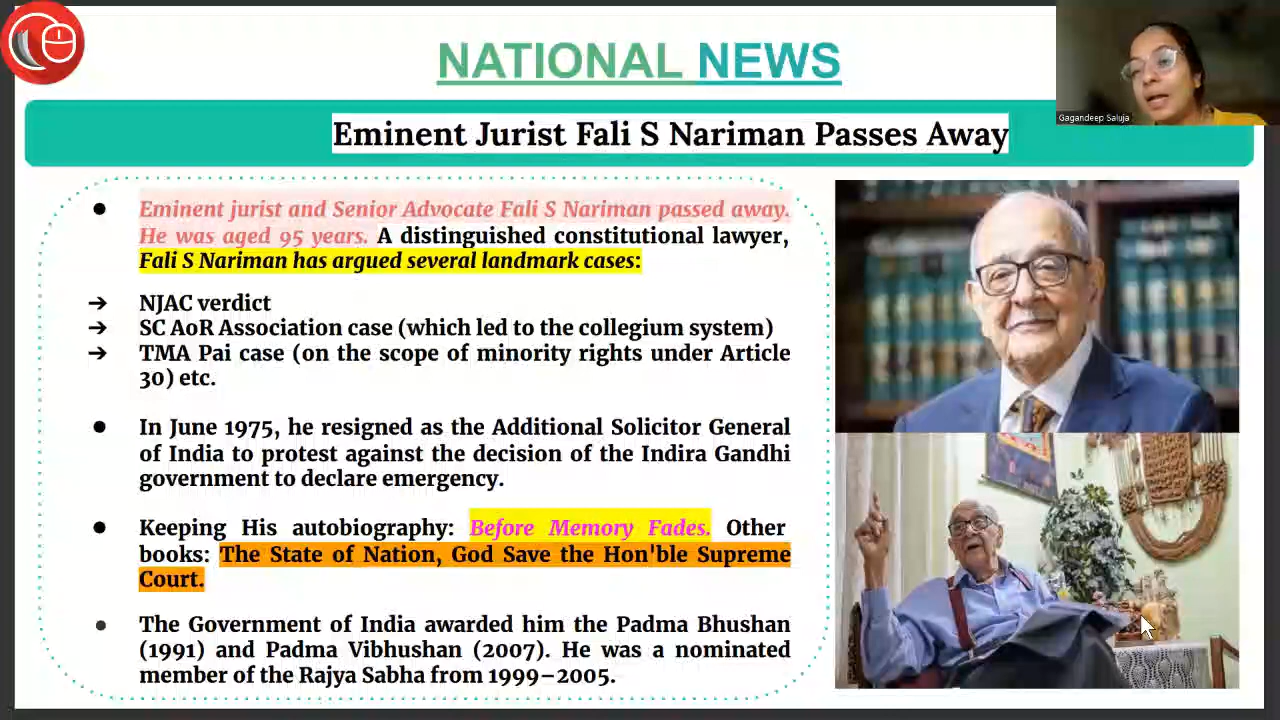 NATIONAL NEWS
Gagandeep Saluja
Eminent Jurist Fali S Nariman Passes Away
● Eminent jurist and Senior Advocate Fali S Nariman passed away.
He was aged 95 years. A distinguished constitutional lawyer,
Fali S Nariman has argued several landmark cases:
➔ NJAC verdict
➔ SC AoR Association case (which led to the collegium system)
➔ TMA Pai case (on the scope of minority rights under Article
30) etc.
● In June 1975, he resigned as the Additional Solicitor General
of India to protest against the decision of the Indira Gandhi
government to declare emergency.
● Keeping His autobiography: Before Memory Fades. Other
books: The State of Nation, God Save the Hon'ble Supreme
Court.
● The Government of India awarded him the Padma Bhushan
(1991) and Padma Vibhushan (2007). He was a nominated
member of the Rajya Sabha from 1999–2005.